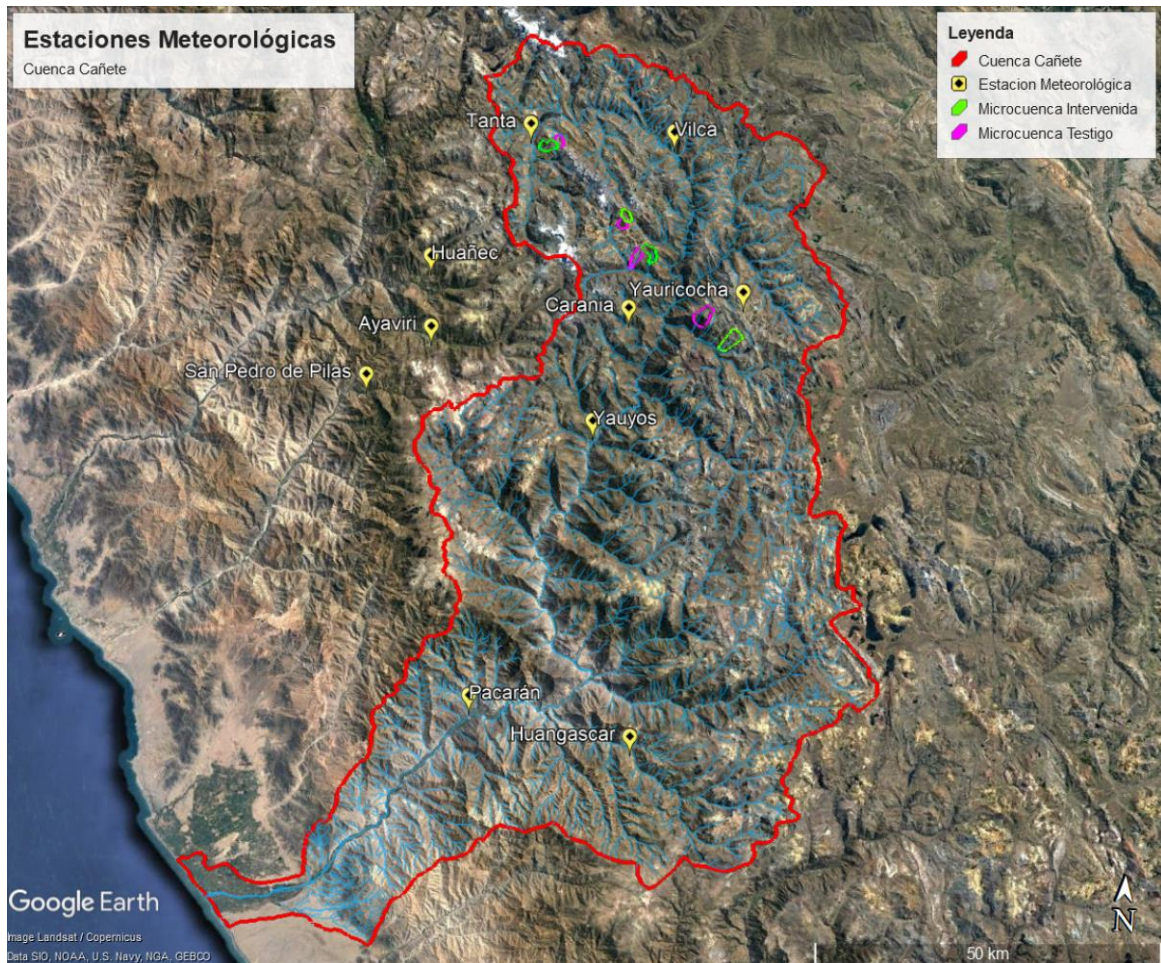 Estaciones Meteorológicas
Cuenca Cañete
Leyenda
Cuenca Cañete
Estacion Meteorológica
Microcuenca Intervenida
Microcuenca Testigo
Tanta
Vilca
Huañec
Yauricocha
Carania
Ayaviri
San Pedro de Pilas
Yauyos
Pacarán
Huangascar
Google Earth
Image Landsat / Copernicus
Data SIO, NOAA, U.S. Navy, NGA, GEBCO
N
50 km